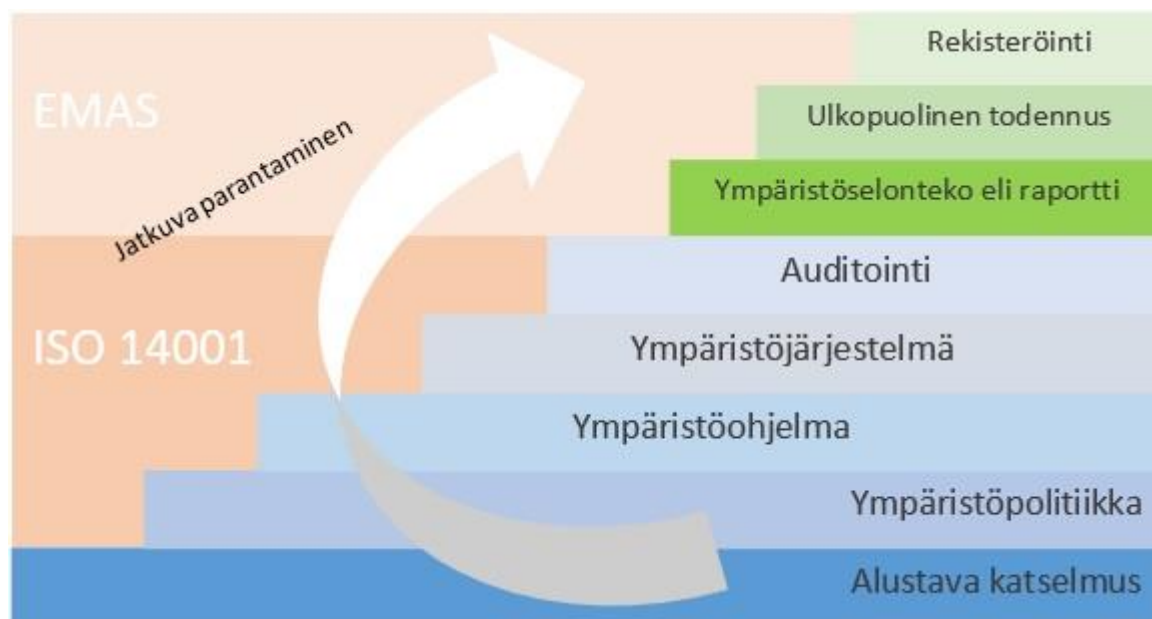 Rekisteröinti
EMAS
Ulkopuolinen todennus
Jatkuva parantaminen
Ympäristöselonteko eli raportti
Auditointi
ISO 14001
Ympäristöjärjestelmä
Ympäristöohjelma
Ympäristöpolitiikka
Alustava katselmus